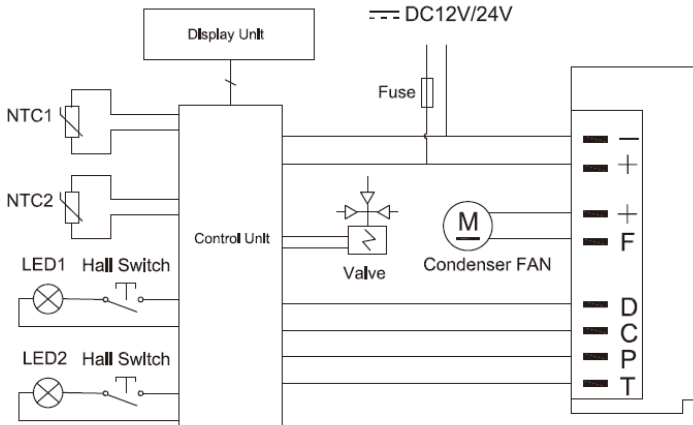 Display Unit
DC12V/24V
Fuse
NTC1
NTC2
Control Unit
Valve
M
Condenser FAN
LED1 Hall Switch
LED2 Hall Switch
−
+
+
F
D
C
P
T